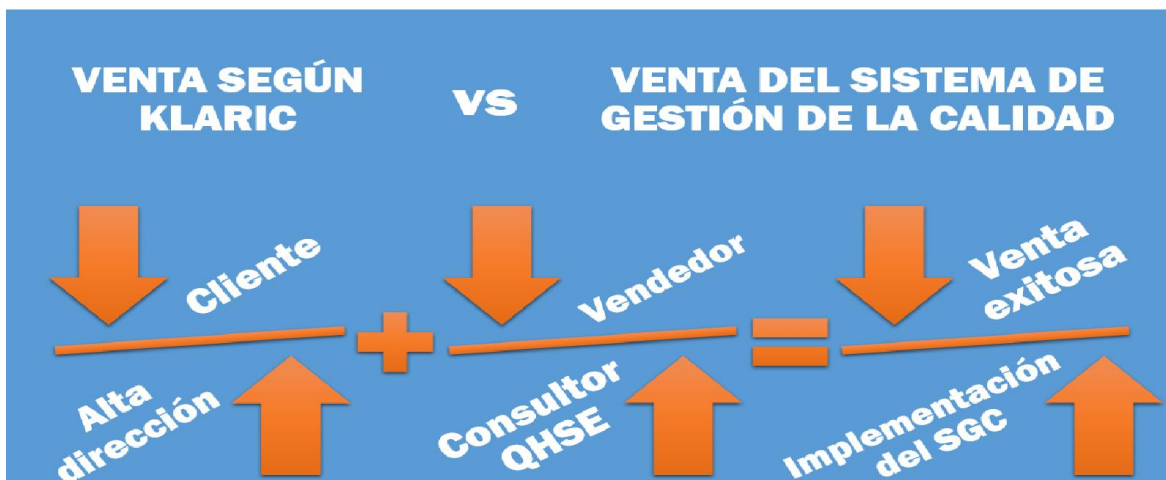 VENTA SEGÚN
KLARIC
VS
VENTA DEL SISTEMA DE
GESTIÓN DE LA CALIDAD
Cliente
Vendedor
Venta
exitosa
Alta
dirección
Consultor
QHSE
Implementación
del SGC